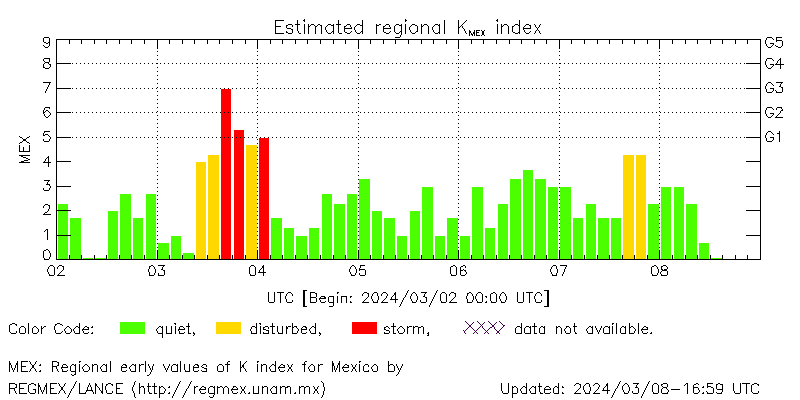 Estimated regional K MEX index
9
8
7
6
5
4
3
2
1
0
MEX
G5
G4
G3
G2
G1
02 03 04 05 06 07 08
UTC [Begin: 2024/03/02 00:00 UTC]
Color Code: quiet, disturbed, storm, data not available.
MEX: Regional early values of K index for Mexico by
REGMEX/LANCE (http://regmex.unam.mx) Updated: 2024/03/08-16:59 UTC